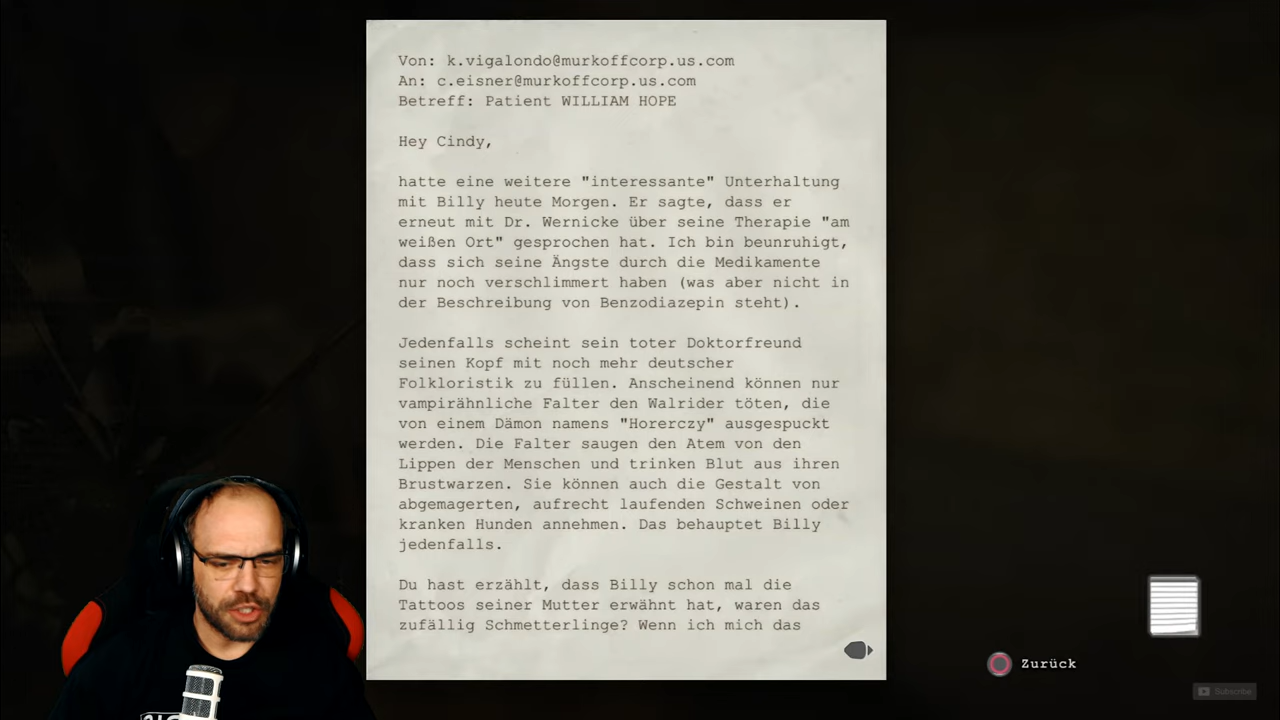 Von: k.vigalondo@murkoffcorp.us.com
An: c.eisner@murkoffcorp.us.com
Betreff: Patient WILLIAM HOPE
Hey Cindy,
hatte eine weitere "interessante" Unterhaltung
mit Billy heute Morgen. Er sagte, dass er
erneut mit Dr. Wernicke über seine Therapie "am
weißen Ort" gesprochen hat. Ich bin beunruhigt,
dass sich seine Ängste durch die Medikamente
nur noch verschlimmert haben (was aber nicht in
der Beschreibung von Benzodiazepin steht).
Jedenfalls scheint sein toter Doktorfreund
seinen Kopf mit noch mehr deutscher
Folkloristik zu füllen. Anscheinend können nur
vampirähnliche Falter den Walrider töten, die
von einem Dämon namens "Horerczy" ausgespuckt
werden. Die Falter saugen den Atem von den
Lippen der Menschen und trinken Blut aus ihren
Brustwarzen. Sie können auch die Gestalt von
abgemagerten, aufrecht laufenden Schweinen oder
kranken Hunden annehmen. Das behauptet Billy
jedenfalls.
Du hast erzählt, dass Billy schon mal die
Tattoos seiner Mutter erwähnt hat, waren das
zufällig Schmetterlinge? Wenn ich mich das
Zurück
Subscribe